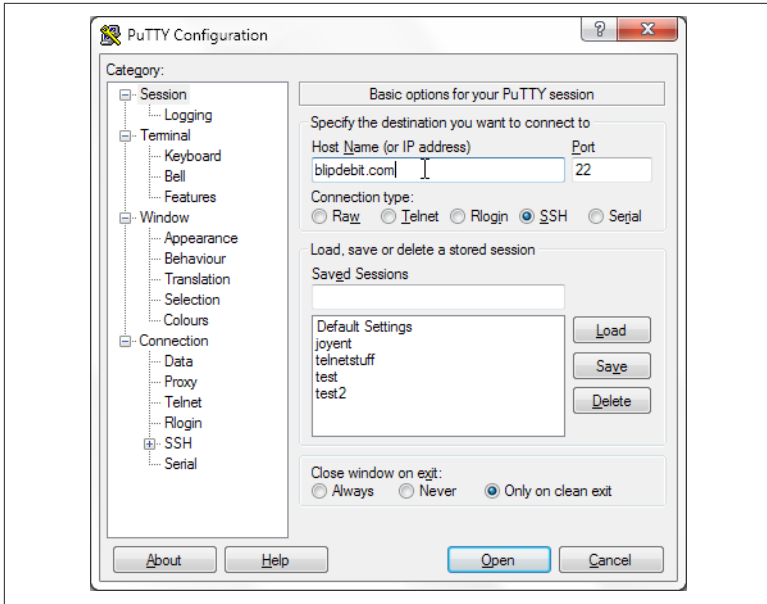 PuTTY Configuration
Category:
Session
Logging
Terminal
Keyboard
Bell
Features
Window
Appearance
Behaviour
Translation
Selection
Colours
Connection
Data
Proxy
Telnet
Rlogin
SSH
Serial
Basic options for your PuTTY session
Specify the destination you want to connect to
Host Name (or IP address) Port
blipdebit.com 22
Connection type:
Raw Telnet Rlogin SSH Serial
Load, save or delete a stored session
Saved Sessions
Default Settings
joyent
telnetstuff
test
test2
Load
Save
Delete
Close window on exit:
Always Never Only on clean exit
About Help Open Cancel